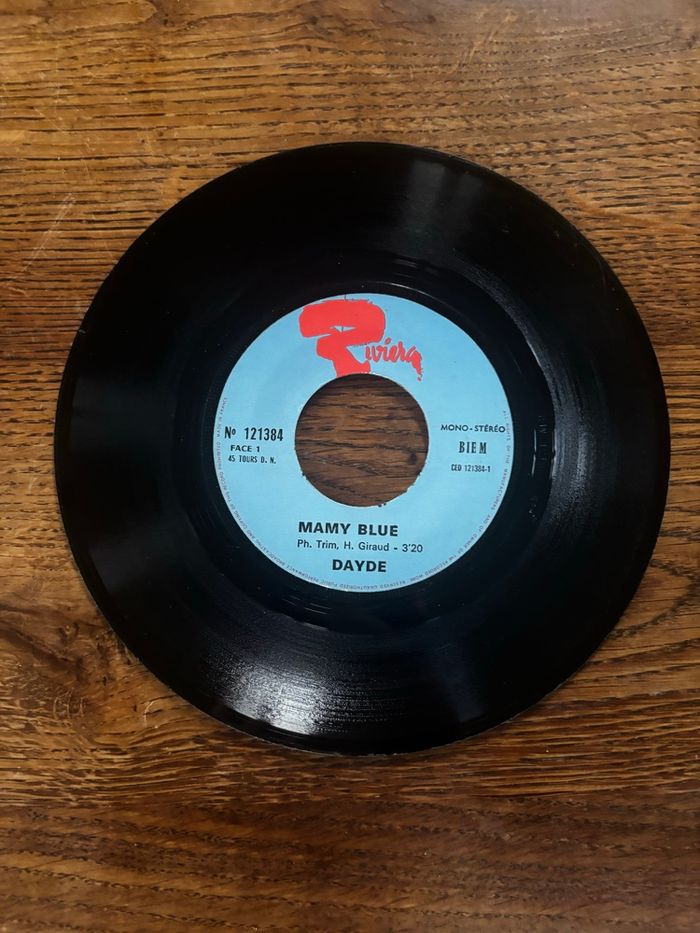 Riviera
Nº 121384
FACE 1
45 TOURS D. N.
MONO - STÉRÉO
BIEM
CED 121384-1
MAMY BLUE
Ph. Trim, H. Giraud - 3'20
DAYDE